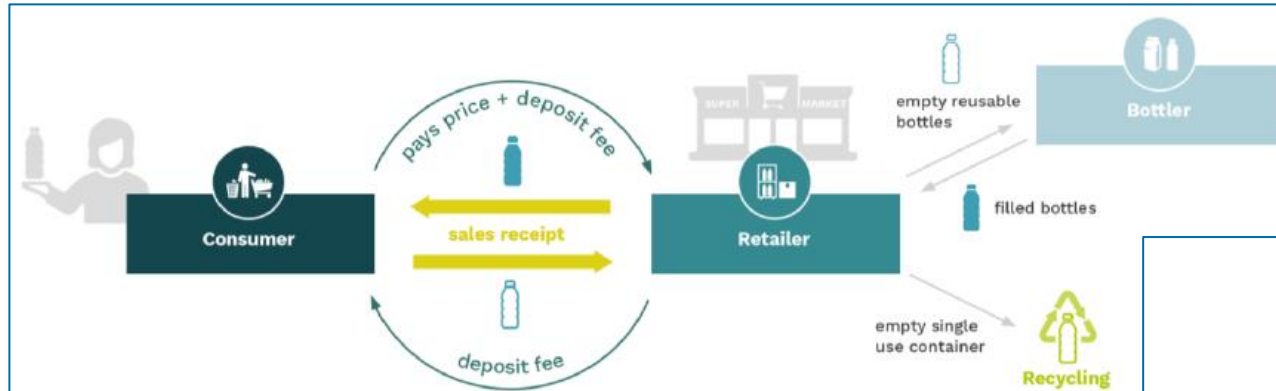 pays price + deposit fee
SUPER MARKET
empty reusable
bottles
Bottler
Consumer
sales receipt
Retailer
filled bottles
deposit fee
empty single
use container
Recycling